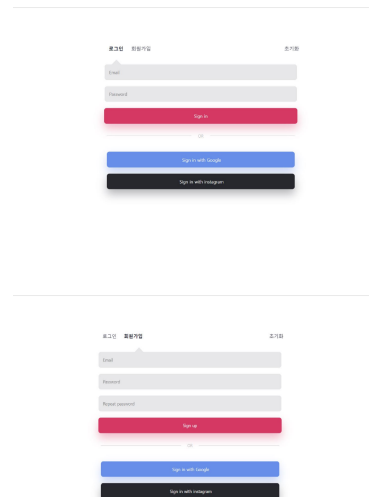 로그인 회원가입 초기화
Email
Password
Sign in
OR
Sign in with Google
Sign in with instagram
로그인 회원가입 초기화
Email
Password
Repeat password
Sign up
OR
Sign in with Google
Sign in with instagram